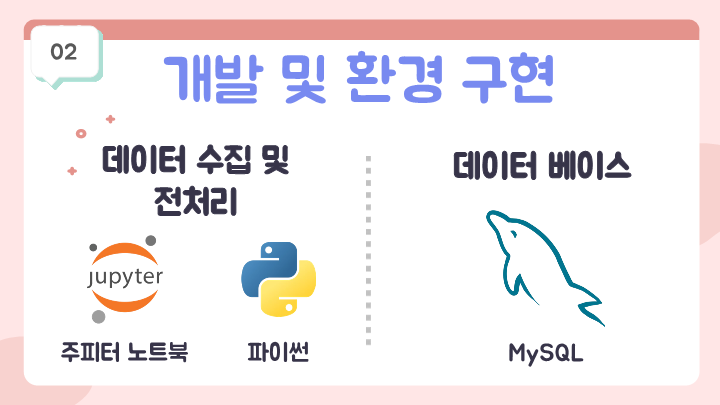 02
개발 및 환경 구현
데이터 수집 및
전처리
jupyter
주피터 노트북
파이썬
데이터 베이스
MySQL